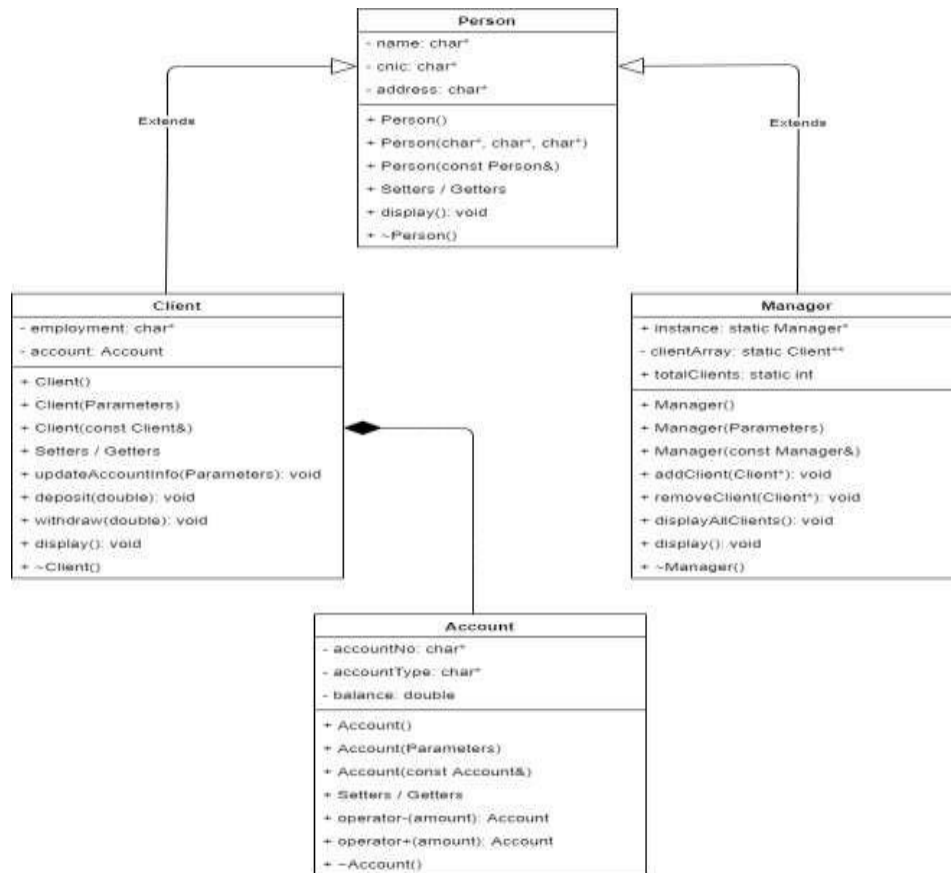 Person
- name: char*
- cnic: char*
- address: char*
+ Person()
+ Person(char*, char*, char*)
+ Person(const Person&)
+ Setters / Getters
+ display(): void
+ ~Person()
Extends
Extends
Client
- employment: char*
- account: Account
+ Client()
+ Client(Parameters)
+ Client(const Client&)
+ Setters / Getters
+ updateAccountInfo(Parameters): void
+ deposit(double): void
+ withdraw(double): void
+ display(): void
+ ~Client()
Manager
+ instance: static Manager*
- clientArray: static Client**
+ totalClients: static int
+ Manager()
+ Manager(Parameters)
+ Manager(const Manager&)
+ addClient(Client*): void
+ removeClient(Client*): void
+ displayAllClients(): void
+ display(): void
+ ~Manager()
Account
- accountNo: char*
- accountType: char*
- balance: double
+ Account()
+ Account(Parameters)
+ Account(const Account&)
+ Setters / Getters
+ operator-(amount): Account
+ operator+(amount): Account
+ ~Account()